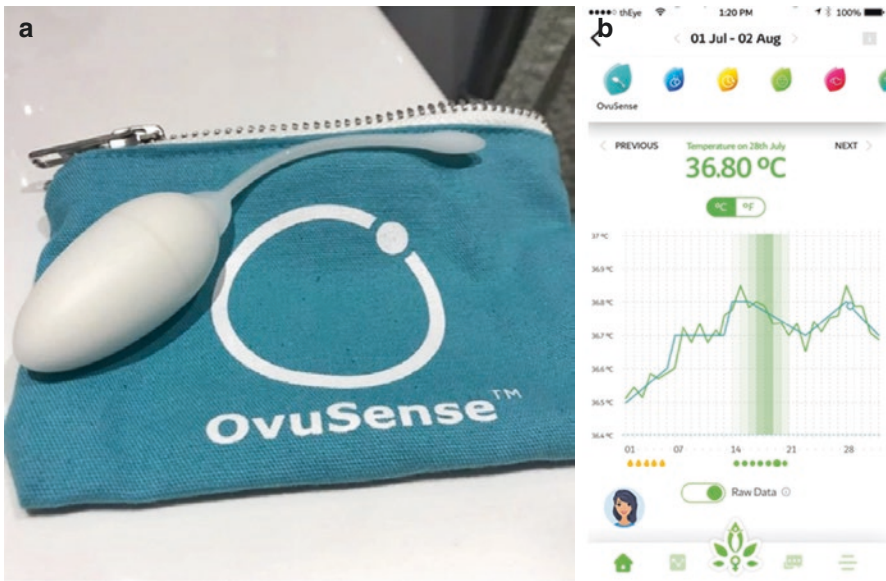 a
OvuSense™
b
thEye 1:20 PM 100%
01 Jul - 02 Aug
OvuSense
PREVIOUS Temperature on 28th July NEXT
36.80 ºC
ºC ºF
37 ºC
36.9 ºC
36.8 ºC
36.7 ºC
36.6 ºC
36.5 ºC
36.4 ºC
01 07 14 21 28
Raw Data